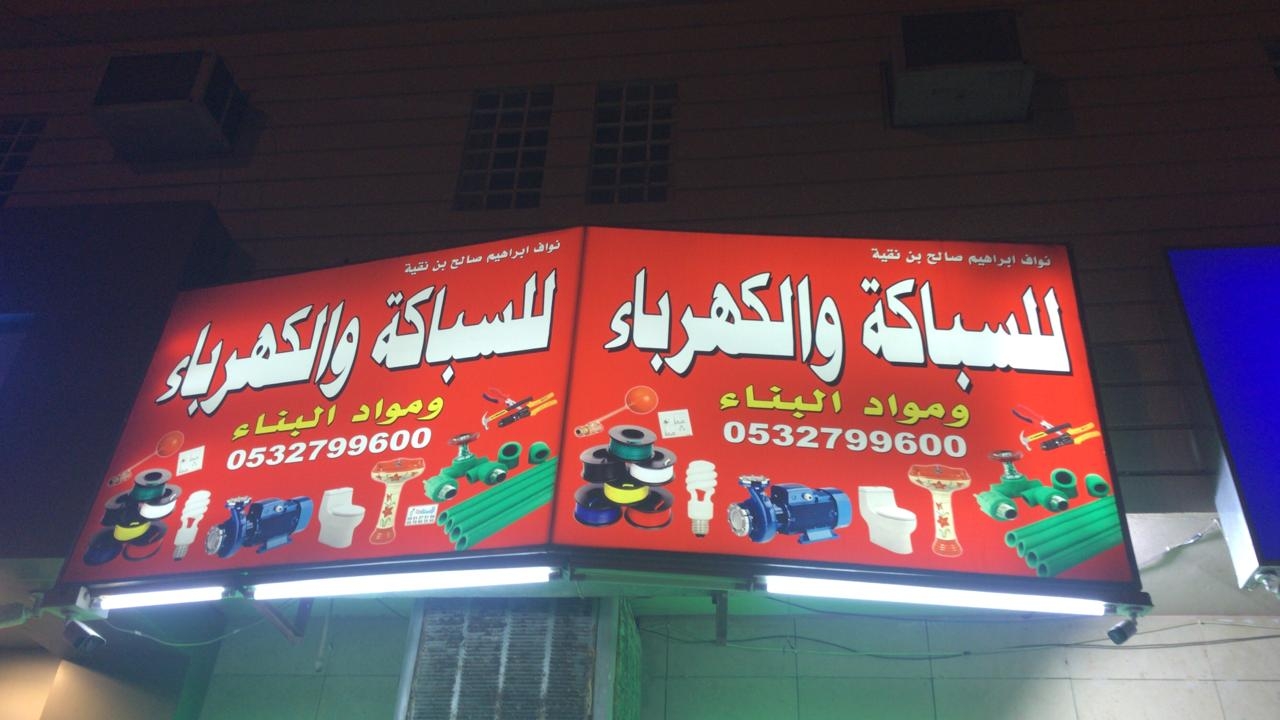 نواف ابراهيم صالح بن نقية
للسباكة والكهرباء
ومواد البناء
0532799600
نواف ابراهيم صالح بن نقية
للسباكة والكهرباء
ومواد البناء
0532799600